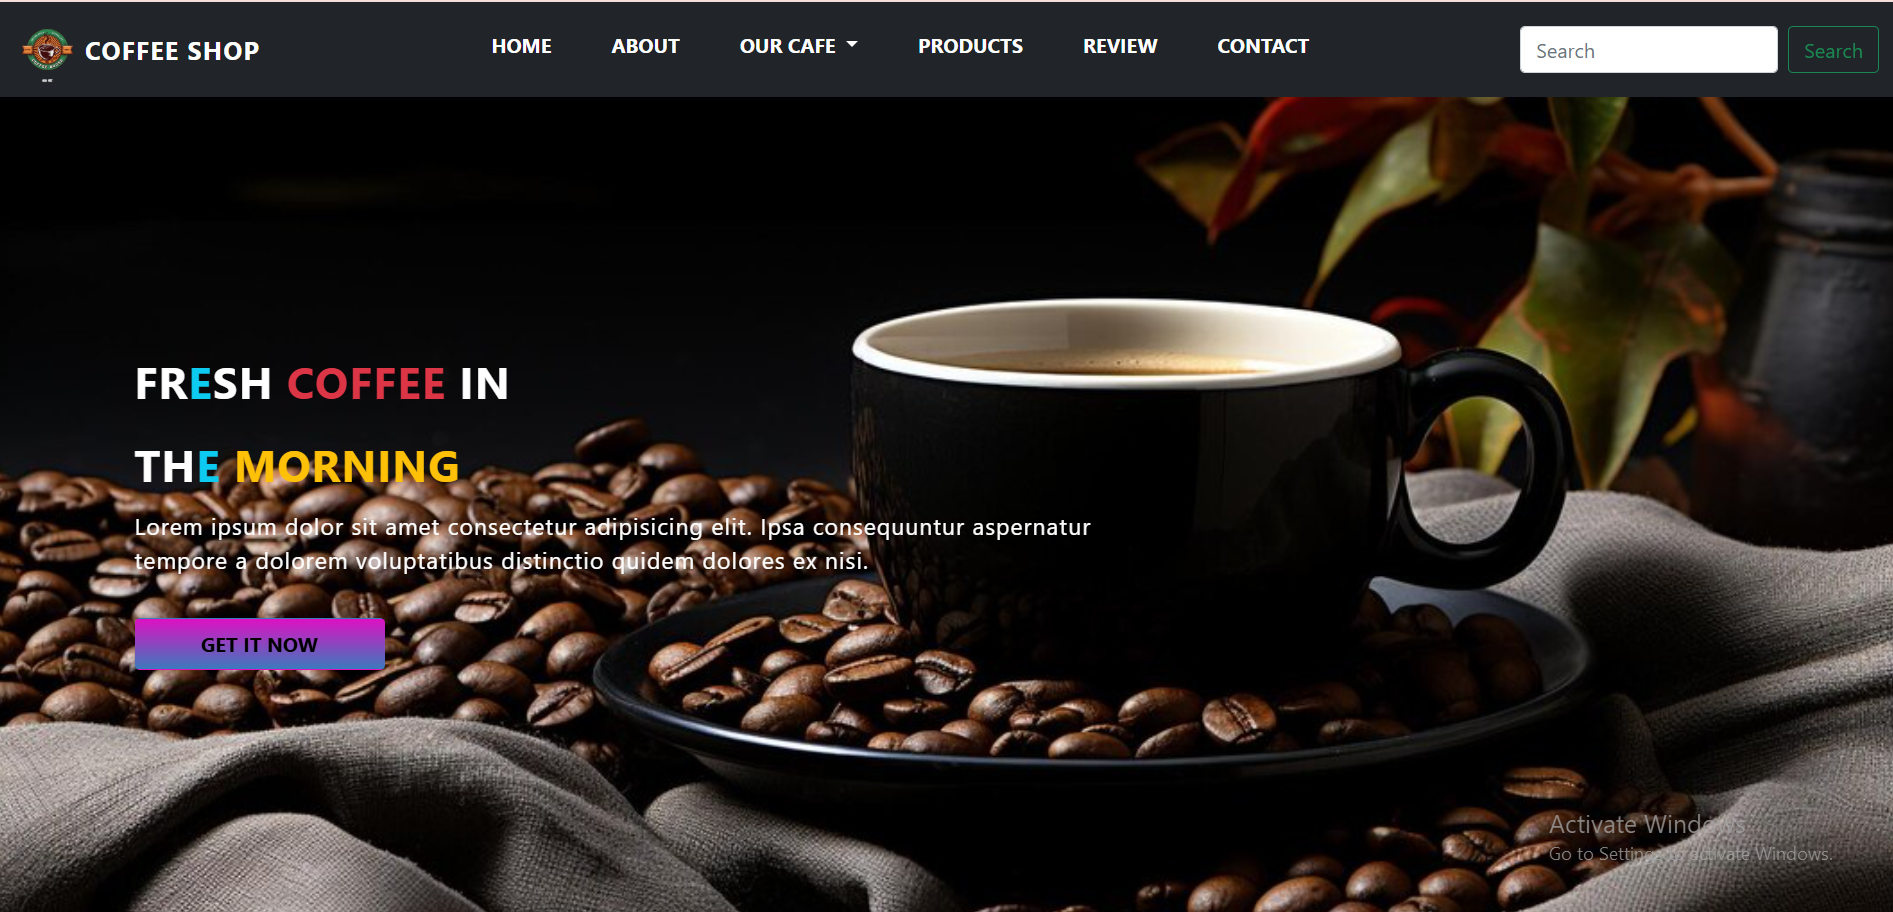 COFFEE SHOP
HOME
ABOUT
OUR CAFE
PRODUCTS
REVIEW
CONTACT
Search
Search
FRESH COFFEE IN
THE MORNING
Lorem ipsum dolor sit amet consectetur adipisicing elit. Ipsa consequuntur aspernatur
tempore a dolorem voluptatibus distinctio quidem dolores ex nisi.
GET IT NOW
Activate Windows
Go to Settings to activate Windows.